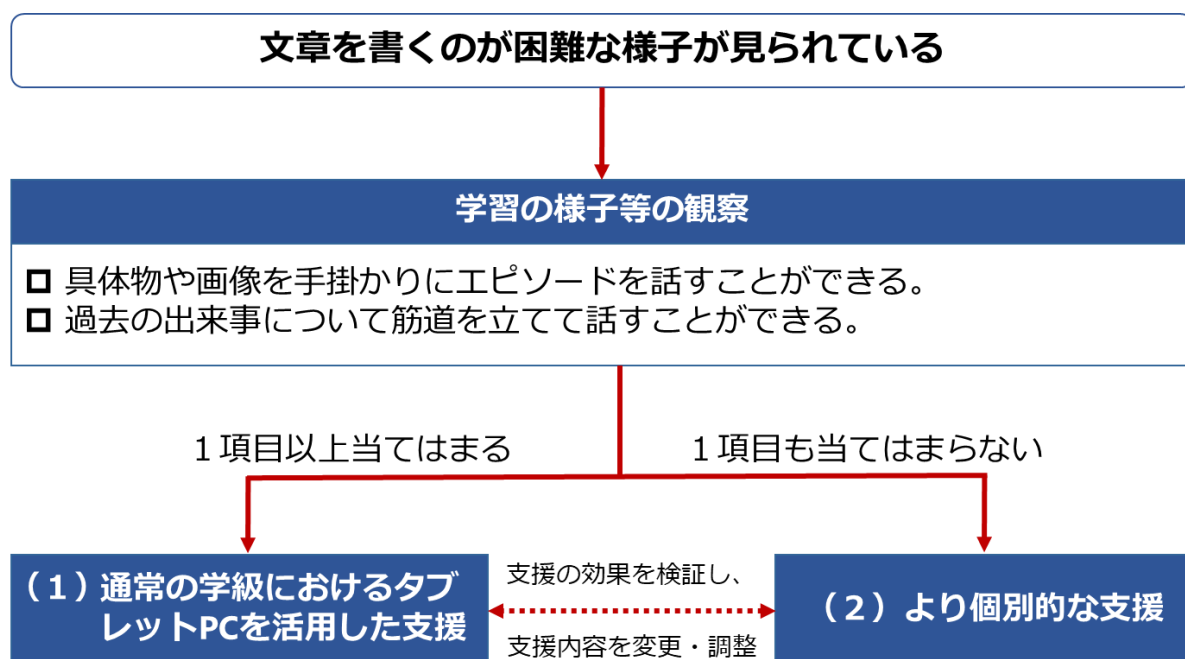 文章を書くのが困難な様子が見られている
学習の様子等の観察
具体物や画像を手掛かりにエピソードを話すことができる。
過去の出来事について筋道を立てて話すことができる。
１項目以上当てはまる
１項目も当てはまらない
（１）通常の学級におけるタブ
レットPCを活用した支援
支援の効果を検証し、
支援内容を変更・調整
（２）より個別的な支援